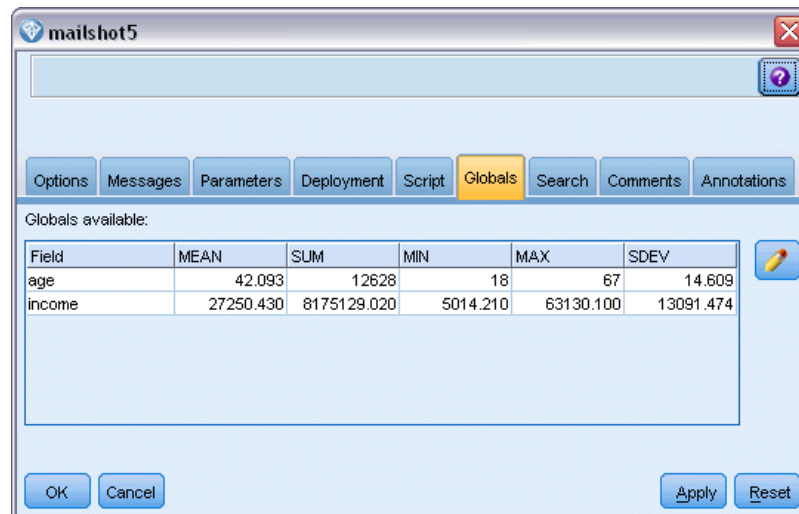 mailshot5
?
Options Messages Parameters Deployment Script Globals Search Comments Annotations
Globals available:
Field MEAN SUM MIN MAX SDEV
age 42.093 12628 18 67 14.609
income 27250.430 8175129.020 5014.210 63130.100 13091.474
OK Cancel Apply Reset